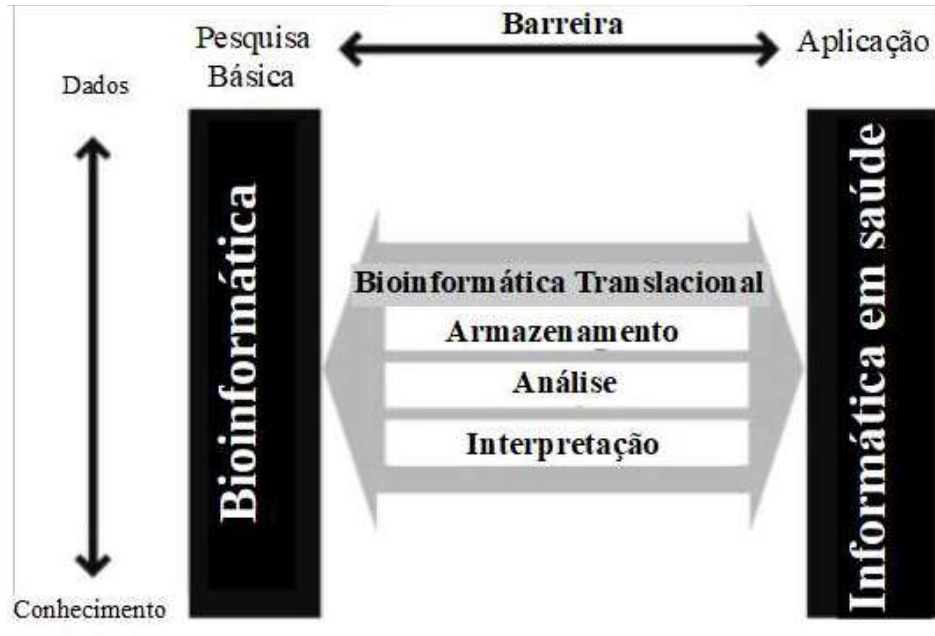 Pesquisa
Básica
Barreira
Aplicação
Dados
Bioinformática
Bioinformática Translacional
Armazenamento
Análise
Interpretação
Informática em saúde
Conhecimento